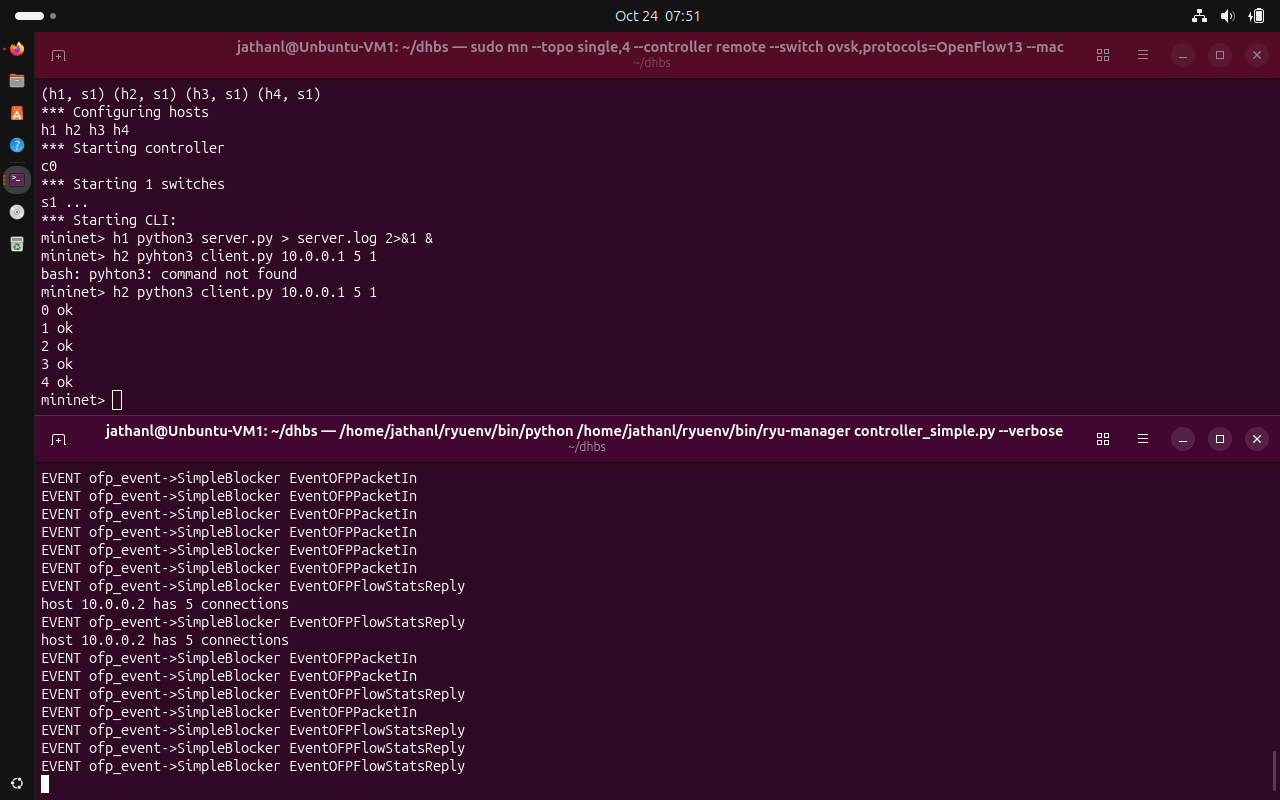 Oct 24 07:51
jathanl@Unbuntu-VM1: ~/dhbs — sudo mn --topo single,4 --controller remote --switch ovsk,protocols=OpenFlow13 --mac
~/dhbs
(h1, s1) (h2, s1) (h3, s1) (h4, s1)
*** Configuring hosts
h1 h2 h3 h4
*** Starting controller
c0
*** Starting 1 switches
s1 ...
*** Starting CLI:
mininet> h1 python3 server.py > server.log 2>&1 &
mininet> h2 pyhton3 client.py 10.0.0.1 5 1
bash: pyhton3: command not found
mininet> h2 python3 client.py 10.0.0.1 5 1
0 ok
1 ok
2 ok
3 ok
4 ok
mininet>
jathanl@Unbuntu-VM1: ~/dhbs — /home/jathanl/ryuenv/bin/python /home/jathanl/ryuenv/bin/ryu-manager controller_simple.py --verbose
~/dhbs
EVENT ofp_event->SimpleBlocker EventOFPPacketIn
EVENT ofp_event->SimpleBlocker EventOFPPacketIn
EVENT ofp_event->SimpleBlocker EventOFPPacketIn
EVENT ofp_event->SimpleBlocker EventOFPPacketIn
EVENT ofp_event->SimpleBlocker EventOFPPacketIn
EVENT ofp_event->SimpleBlocker EventOFPPacketIn
EVENT ofp_event->SimpleBlocker EventOFPFlowStatsReply
host 10.0.0.2 has 5 connections
EVENT ofp_event->SimpleBlocker EventOFPFlowStatsReply
host 10.0.0.2 has 5 connections
EVENT ofp_event->SimpleBlocker EventOFPPacketIn
EVENT ofp_event->SimpleBlocker EventOFPPacketIn
EVENT ofp_event->SimpleBlocker EventOFPFlowStatsReply
EVENT ofp_event->SimpleBlocker EventOFPPacketIn
EVENT ofp_event->SimpleBlocker EventOFPFlowStatsReply
EVENT ofp_event->SimpleBlocker EventOFPFlowStatsReply
EVENT ofp_event->SimpleBlocker EventOFPFlowStatsReply